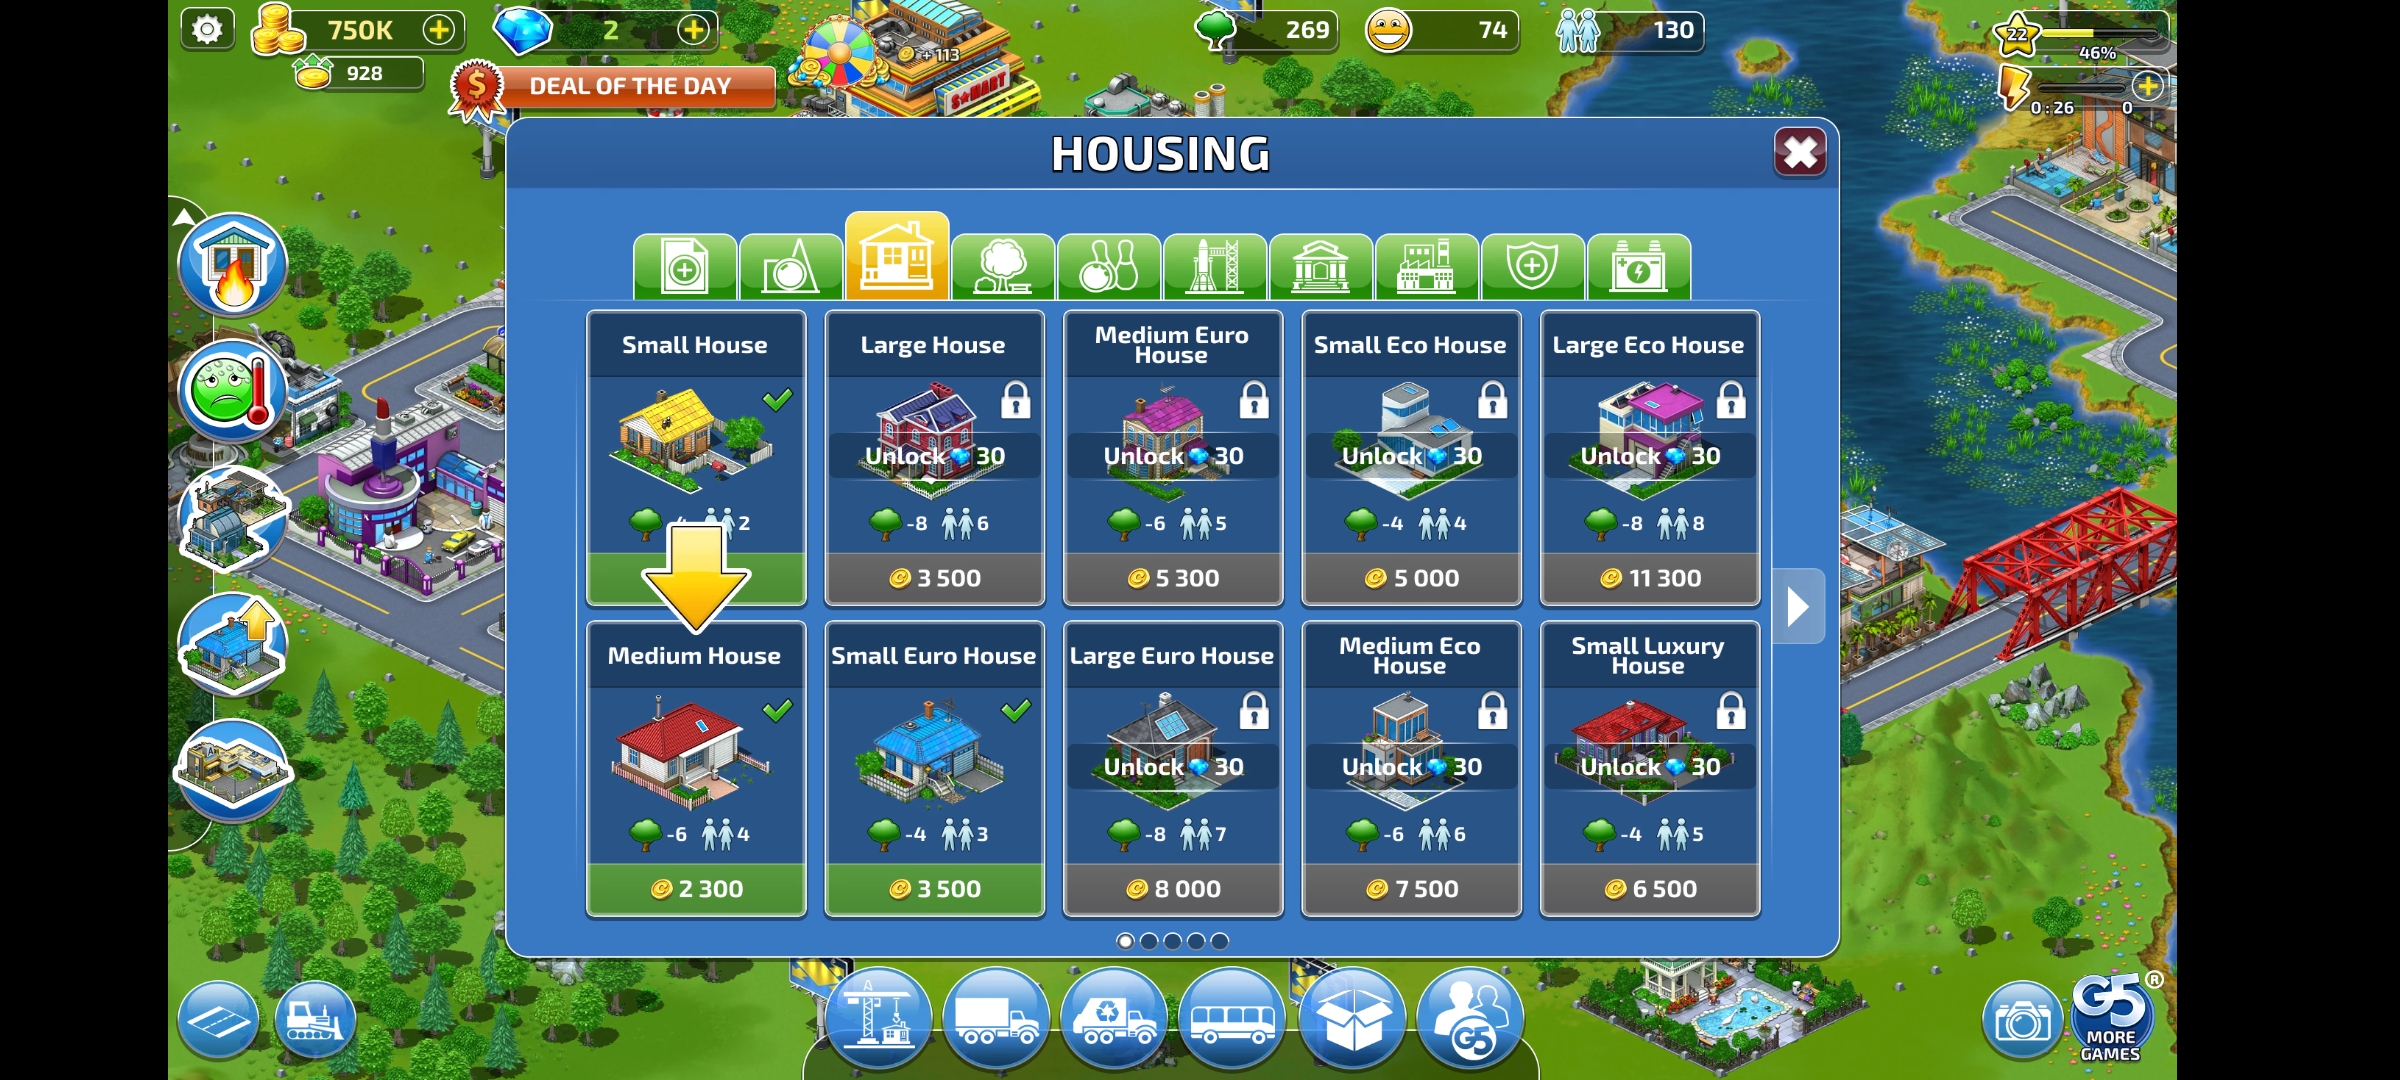 750K
2
269
74
130
22
46%
928
+113
S MART
DEAL OF THE DAY
0:26
0
HOUSING
Small House
Large House
Medium Euro
House
Small Eco House
Large Eco House
Unlock 30
Unlock 30
Unlock 30
Unlock 30
2
-8 6
-6 5
-4 4
-8 8
3 500
5 300
5 000
11 300
Medium House
Small Euro House
Large Euro House
Medium Eco
House
Small Luxury
House
Unlock 30
Unlock 30
Unlock 30
-6 4
-4 3
-8 7
-6 6
-4 5
2 300
3 500
8 000
7 500
6 500
A
G5
G5®
MORE
GAMES